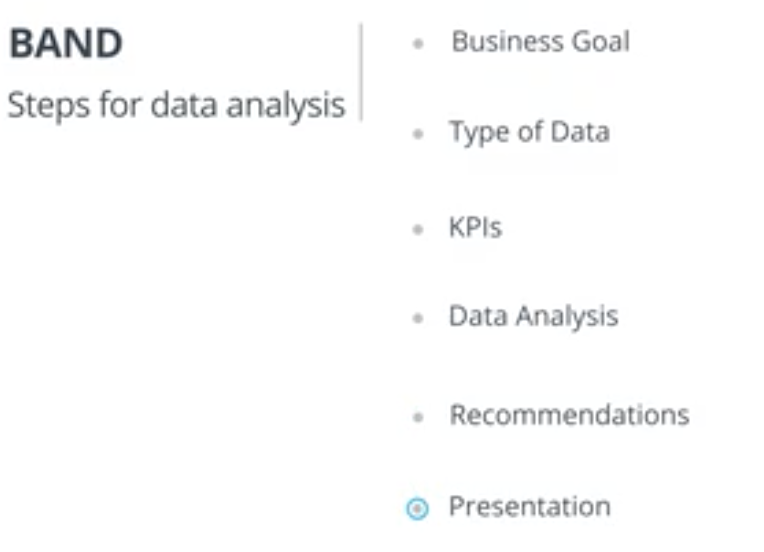 BAND
Steps for data analysis
Business Goal
Type of Data
KPIs
Data Analysis
Recommendations
Presentation